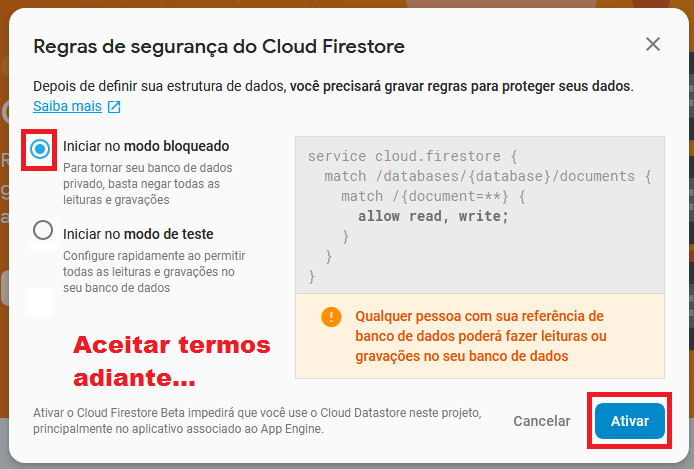 Regras de segurança do Cloud Firestore
Depois de definir sua estrutura de dados, você precisará gravar regras para proteger seus dados.
Saiba mais
Iniciar no modo bloqueado
Para tornar seu banco de dados
privado, basta negar todas as
leituras e gravações
Iniciar no modo de teste
Configure rapidamente ao permitir
todas as leituras e gravações no
seu banco de dados
service cloud.firestore {
match /databases/{database}/documents {
match /{document=**} {
allow read, write;
}
}
}
Qualquer pessoa com sua referência de
banco de dados poderá fazer leituras ou
gravações no seu banco de dados
Aceitar termos
adiante...
Ativar o Cloud Firestore Beta impedirá que você use o Cloud Datastore neste projeto,
principalmente no aplicativo associado ao App Engine.
Cancelar
Ativar